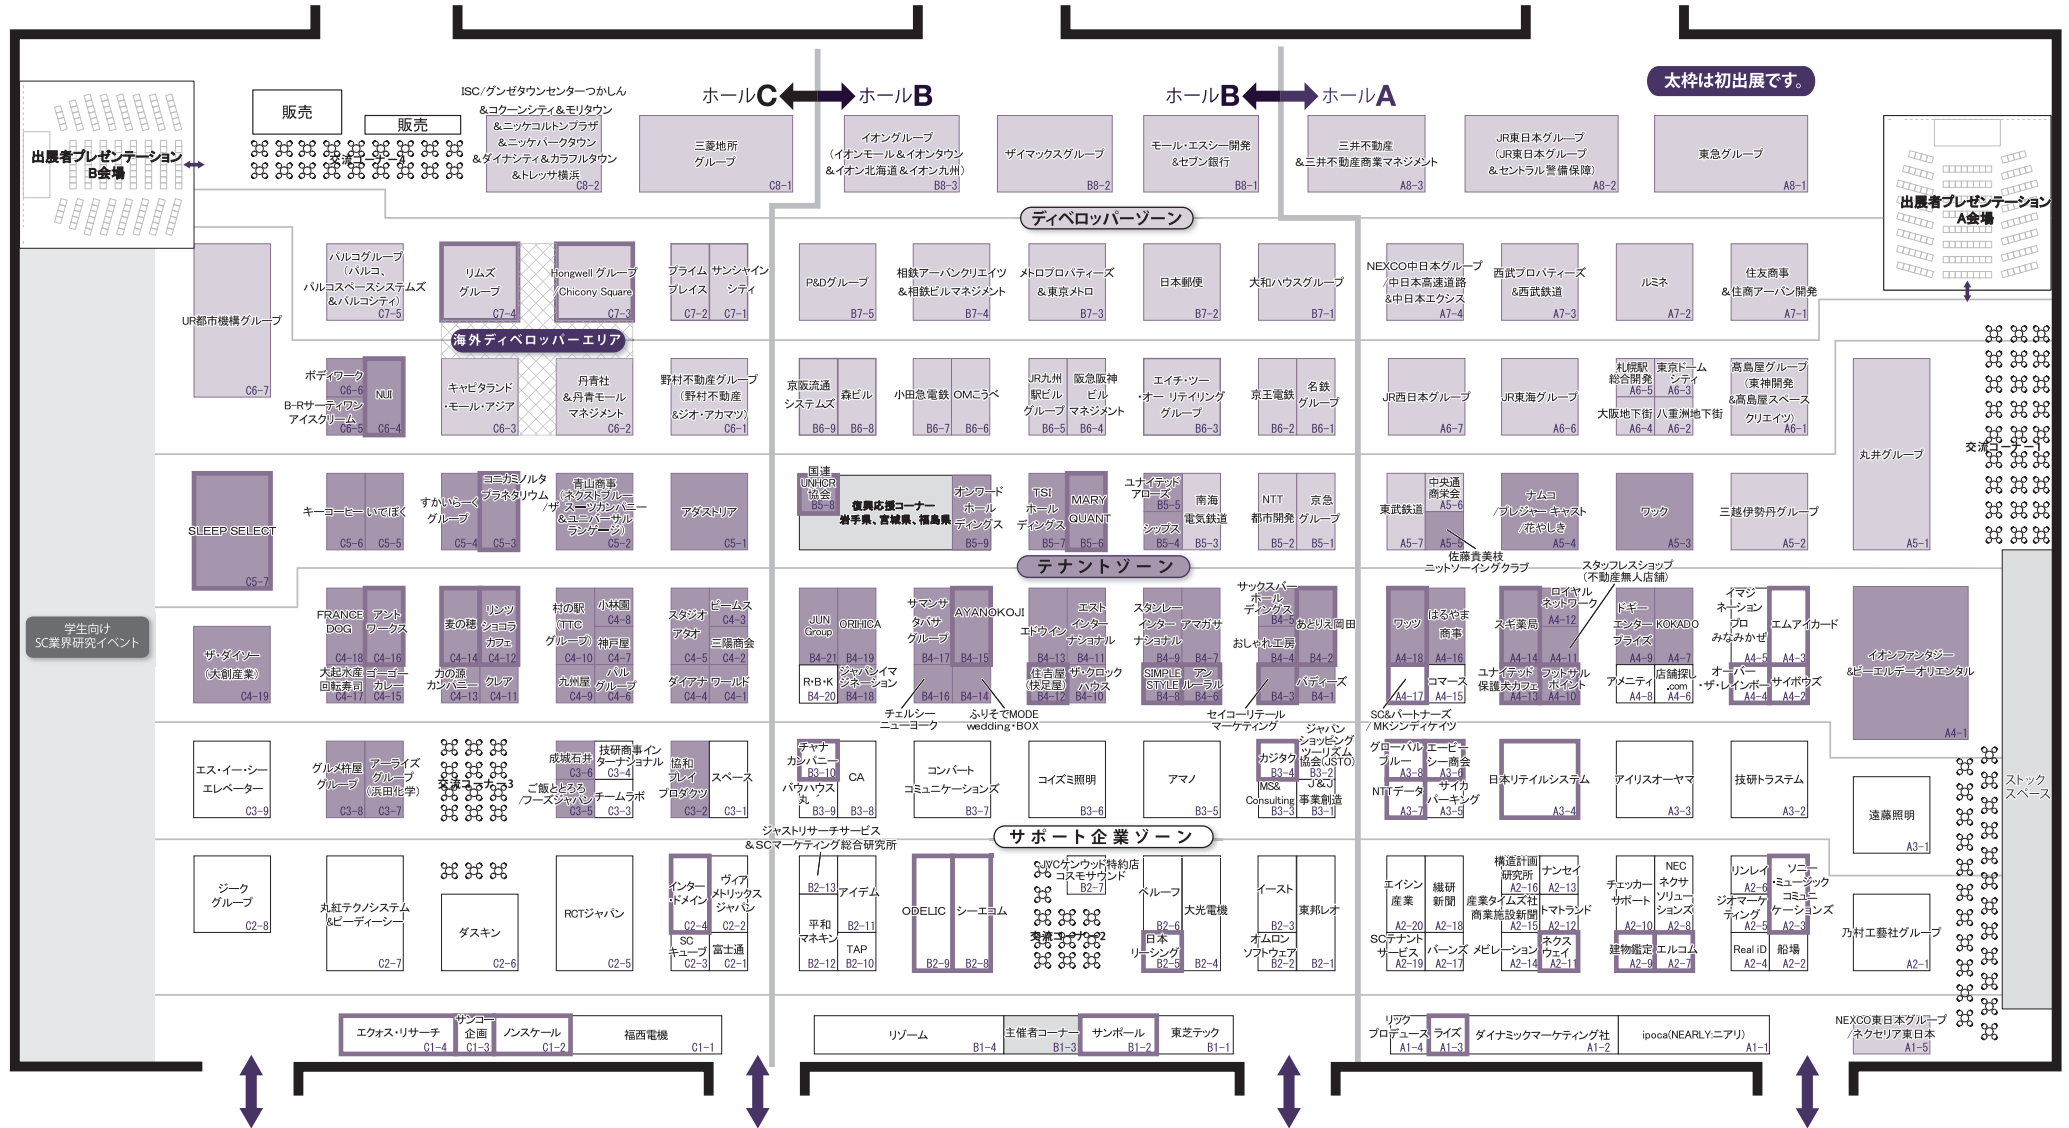 太枠は初出展です。
ホールC
ホールB
ホールB
ホールA
出展者プレゼンテーション
B会場
販売
販売
交流コーナー4
ISC/グンゼタウンセンターつかしん
&コクーンシティ&モリタウン
&ニッケコルトンプラザ
&ニッケパークタウン
&ダイナシティ&カラフルタウン
&トレッサ横浜
C8-2
三菱地所
グループ
C8-1
イオングループ
(イオンモール&イオンタウン
&イオン北海道&イオン九州)
B8-3
ザイマックスグループ
B8-2
モール・エスシー開発
&セブン銀行
B8-1
三井不動産
&三井不動産商業マネジメント
A8-3
JR東日本グループ
(JR東日本グループ
&セントラル警備保障)
A8-2
東急グループ
A8-1
出展者プレゼンテーション
A会場
ディベロッパーゾーン
UR都市機構グループ
C6-7
パルコグループ
(パルコ、
パルコスペースシステムズ
&パルコシティ)
C7-5
リムズ
グループ
C7-4
Hongwell グループ
/Chicony Square
C7-3
プライム
プレイス
C7-2
サンシャイン
シティ
C7-1
P&Dグループ
B7-5
相鉄アーバンクリエイツ
&相鉄ビルマネジメント
B7-4
メトロプロパティーズ
&東京メトロ
B7-3
日本郵便
B7-2
大和ハウスグループ
B7-1
NEXCO中日本グループ
/中日本高速道路
&中日本エクシス
A7-4
西武プロパティーズ
&西武鉄道
A7-3
ルミネ
A7-2
住友商事
&住商アーバン開発
A7-1
海外ディベロッパーエリア
ボディワーク
C6-6
B-Rサーティワン
アイスクリーム
C6-5
NUI
C6-4
キャピタランド
・モール・アジア
C6-3
丹青社
&丹青モール
マネジメント
C6-2
野村不動産グループ
(野村不動産
&ジオ・アカマツ)
C6-1
京阪流通
システムズ
B6-9
森ビル
B6-8
小田急電鉄
B6-7
OMこうべ
B6-6
JR九州
駅ビル
グループ
B6-5
阪急阪神
ビル
マネジメント
B6-4
エイチ・ツー
・オー リテイリング
グループ
B6-3
京王電鉄
B6-2
名鉄
グループ
B6-1
JR西日本グループ
A6-7
JR東海グループ
A6-6
札幌駅
総合開発
A6-5
東京ドーム
シティ
A6-3
大阪地下街
A6-4
八重洲地下街
A6-2
髙島屋グループ
(東神開発
&髙島屋スペース
クリエイツ)
A6-1
丸井グループ
A5-1
交流コーナー1
SLEEP SELECT
C5-7
キーコーヒー
C5-6
いでぼく
C5-5
すかいらーく
グループ
C5-4
コニカミノルタ
プラネタリウム
C5-3
青山商事
(ネクストブルー
/ザ スーツカンパニー
&ユニバーサル
ランゲージ)
C5-2
アダストリア
C5-1
国連
UNHCR
協会
B5-8
復興応援コーナー
岩手県、宮城県、福島県
オンワード
ホール
ディングス
B5-9
TSI
ホール
ディングス
B5-7
MARY
QUANT
B5-6
ユナイテッド
アローズ
B5-5
シップス
B5-4
南海
電気鉄道
B5-3
NTT
都市開発
B5-2
京急
グループ
B5-1
東武鉄道
A5-7
中央通
商栄会
A5-6
A5-5
佐藤貴美枝
ニットソーイングクラブ
ナムコ
/プレジャー キャスト
/花やしき
A5-4
ワック
A5-3
三越伊勢丹グループ
A5-2
テナントゾーン
スタッフレスショップ
(不動産無人店舗)
学生向け
SC業界研究イベント
ザ・ダイソー
(大創産業)
C4-19
FRANCE
DOG
C4-18
アント
ワークス
C4-16
大起水産
回転寿司
C4-17
ゴーゴー
カレー
C4-15
麦の穂
C4-14
リンツ
ショコラ
カフェ
C4-12
力の源
カンパニー
C4-13
クレア
C4-11
村の駅
(TTC
グループ)
C4-10
小林園
C4-8
神戸屋
C4-7
九州屋
C4-9
バル
グループ
C4-6
スタジオ
アタオ
C4-5
ビームス
C4-3
三陽商会
C4-2
ダイアナ
C4-4
ワールド
C4-1
JUN
Group
B4-21
ORIHICA
B4-19
R・B・K
B4-20
ジャパンイマ
ジネーション
B4-18
サマンサ
タバサ
グループ
B4-17
AYANOKOJI
B4-15
B4-16
B4-14
チェルシー
ニューヨーク
ふりそでMODE
wedding・BOX
エドウイン
B4-13
エスト
インター
ナショナル
B4-11
住吉屋
(快足屋)
B4-12
ザ・クロック
ハウス
B4-10
スタンレー
インター
ナショナル
B4-9
アマガサ
B4-7
SIMPLE
STYLE
B4-8
アン
ルーラル
B4-6
サックスバー
ホール
ディングス
B4-5
おしゃれ工房
B4-4
あとりえ岡田
B4-2
B4-3
バディーズ
B4-1
セイコーリテール
マーケティング
ワッツ
A4-18
はるやま
商事
A4-16
A4-17
コマース
A4-15
SC&パートナーズ
/MKシンディケイツ
スギ薬局
A4-14
ロイヤル
ネットワーク
A4-12
A4-11
ユナイテッド
保護犬カフェ
A4-13
フットサル
ポイント
A4-10
ドギー
エンター
プライズ
A4-9
KOKADO
A4-7
アメニティ
A4-8
店舗探し
.com
A4-6
イマジ
ネーション
プロ
みなみかぜ
A4-5
エムアイカード
A4-3
オーバー
・ザ・レインボー
A4-4
サイボウズ
A4-2
イオンファンタジー
&ビーエルデーオリエンタル
A4-1
エス・イー・シー
エレベーター
C3-9
グルメ杵屋
グループ
C3-8
アーライズ
グループ
(浜田化学)
C3-7
交流コーナー3
成城石井
C3-6
技研商事イン
ターナショナル
C3-4
ご飯ととろろ
/フーズジャパン
C3-5
チームラボ
C3-3
協和
プレイ
プロダクツ
C3-2
スペース
C3-1
チャナ
カンパニー
B3-10
バウハウス
丸
B3-9
CA
B3-8
コンバート
コミュニケーションズ
B3-7
コイズミ照明
B3-6
アマノ
B3-5
カジタク
B3-4
ジャパン
ショッピング
ツーリズム
協会(JSTO)
B3-2
MS&
Consulting
B3-3
J&J
事業創造
B3-1
グローバル
ブルー
A3-8
エービー
シー商会
A3-6
NTTデータ
A3-7
サイカ
パーキング
A3-5
日本リテイルシステム
A3-4
アイリスオーヤマ
A3-3
技研トラステム
A3-2
遠藤照明
A3-1
ストック
スペース
サポート企業ゾーン
ジャストリサーチサービス
&SCマーケティング総合研究所
ジーク
グループ
C2-8
丸紅テクノシステム
&ピーディーシー
C2-7
ダスキン
C2-6
RCTジャパン
C2-5
インター
・ドメイン
C2-4
ヴィア
メトリックス
ジャパン
C2-2
SC
キューブ
C2-3
富士通
C2-1
B2-13
アイデム
B2-11
平和
マネキン
B2-12
TAP
B2-10
ODELIC
B2-9
シーエコム
B2-8
JVCケンウッド特約店
コスモサウンド
B2-7
交流コーナー2
ベルーフ
B2-6
日本
リーシング
B2-5
大光電機
B2-4
イースト
B2-3
オムロン
ソフトウェア
B2-2
東邦レオ
B2-1
エイシン
産業
A2-20
繊研
新聞
A2-18
SCテナント
サービス
A2-19
バーンズ
A2-17
構造計画
研究所
A2-16
ナンセイ
A2-13
産業タイムズ社
商業施設新聞
A2-15
トマトランド
A2-12
メビレーション
A2-14
ネクス
ウェイ
A2-11
チェッカー
サポート
A2-10
NEC
ネクサ
ソリュー
ションズ
A2-8
建物鑑定
A2-9
エルコム
A2-7
リンレイ
A2-6
ジオマーケ
ティング
A2-5
ソニー
・ミュージック
コミュニ
ケーションズ
A2-3
Real iD
A2-4
船場
A2-2
乃村工藝社グループ
A2-1
エクオス・リサーチ
C1-4
サンコー
企画
C1-3
ノンスケール
C1-2
福西電機
C1-1
リゾーム
B1-4
主催者コーナー
B1-3
サンポール
B1-2
東芝テック
B1-1
リック
プロデュース
A1-4
ライズ
A1-3
ダイナミックマーケティング社
A1-2
ipoca(NEARLY:ニアリ)
A1-1
NEXCO東日本グループ
/ネクセリア東日本
A1-5